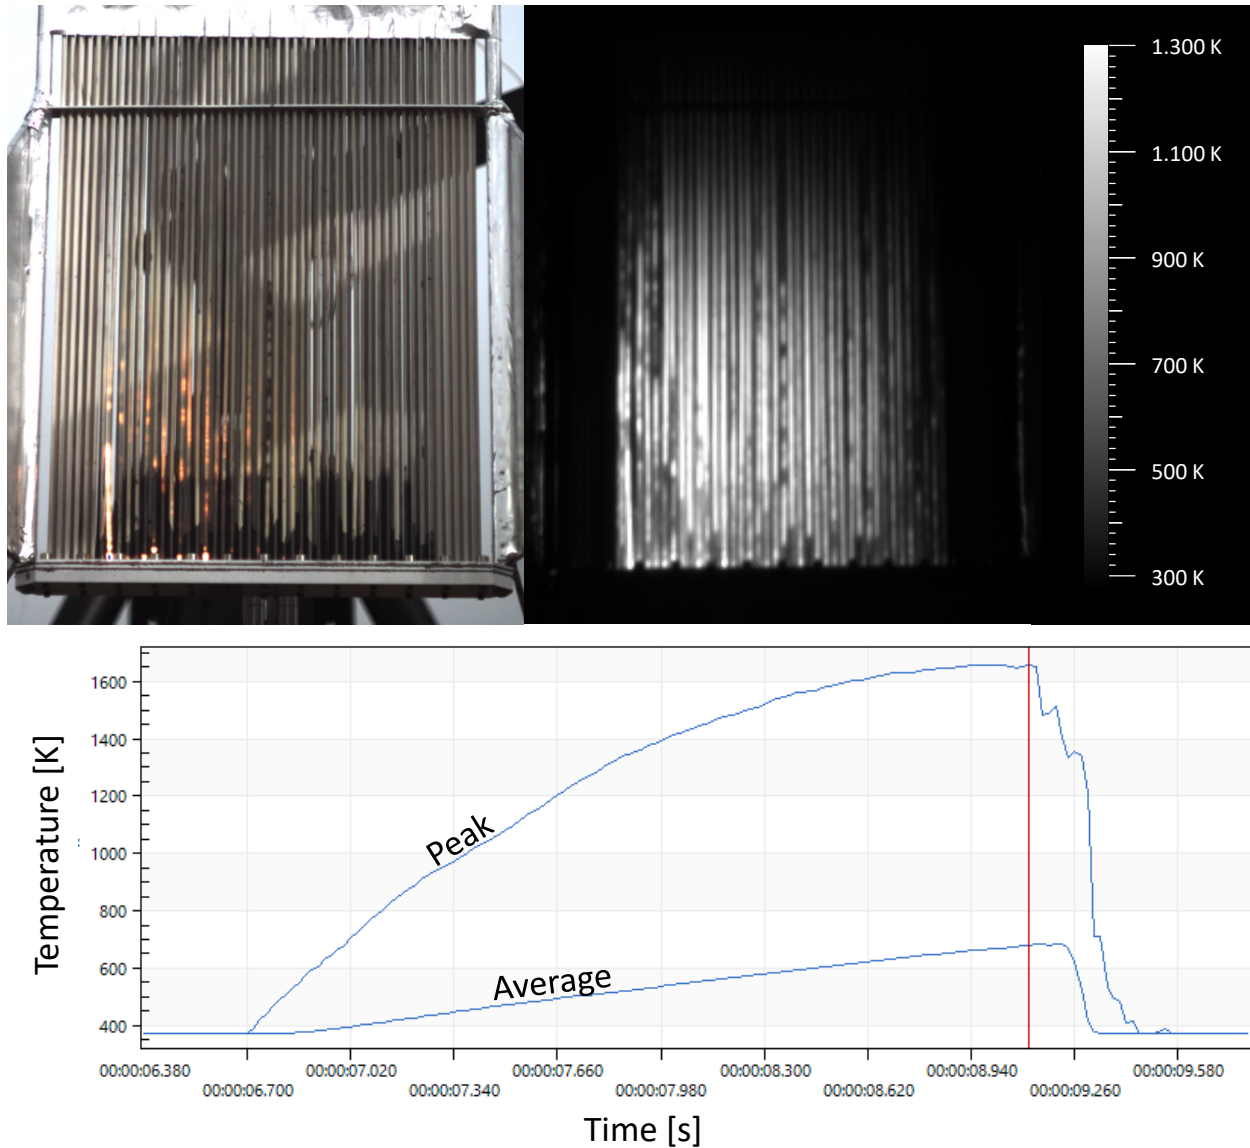 1.300 K
1.100 K
900 K
700 K
500 K
300 K
1600
1400
1200
1000
800
600
400
Temperature [K]
Peak
Average
00:00:06.380
00:00:07.020
00:00:07.660
00:00:08.300
00:00:08.940
00:00:09.580
00:00:06.700
00:00:07.340
00:00:07.980
00:00:08.620
00:00:09.260
Time [s]